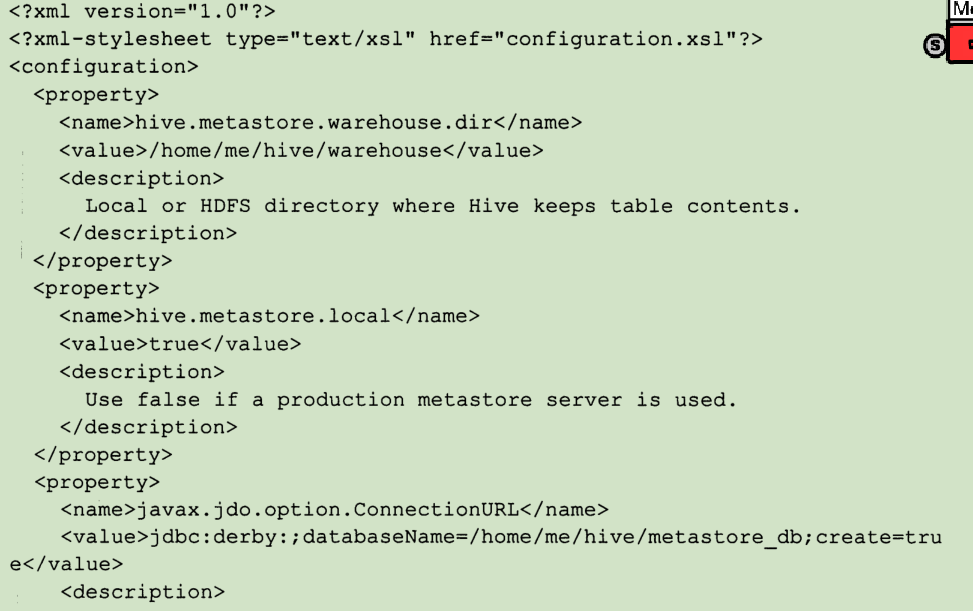 <?xml version="1.0"?>
<?xml-stylesheet type="text/xsl" href="configuration.xsl"?>
<configuration>
  <property>
    <name>hive.metastore.warehouse.dir</name>
    <value>/home/me/hive/warehouse</value>
    <description>
      Local or HDFS directory where Hive keeps table contents.
    </description>
  </property>
  <property>
    <name>hive.metastore.local</name>
    <value>true</value>
    <description>
      Use false if a production metastore server is used.
    </description>
  </property>
  <property>
    <name>javax.jdo.option.ConnectionURL</name>
    <value>jdbc:derby:;databaseName=/home/me/hive/metastore_db;create=tru
e</value>
    <description>
S